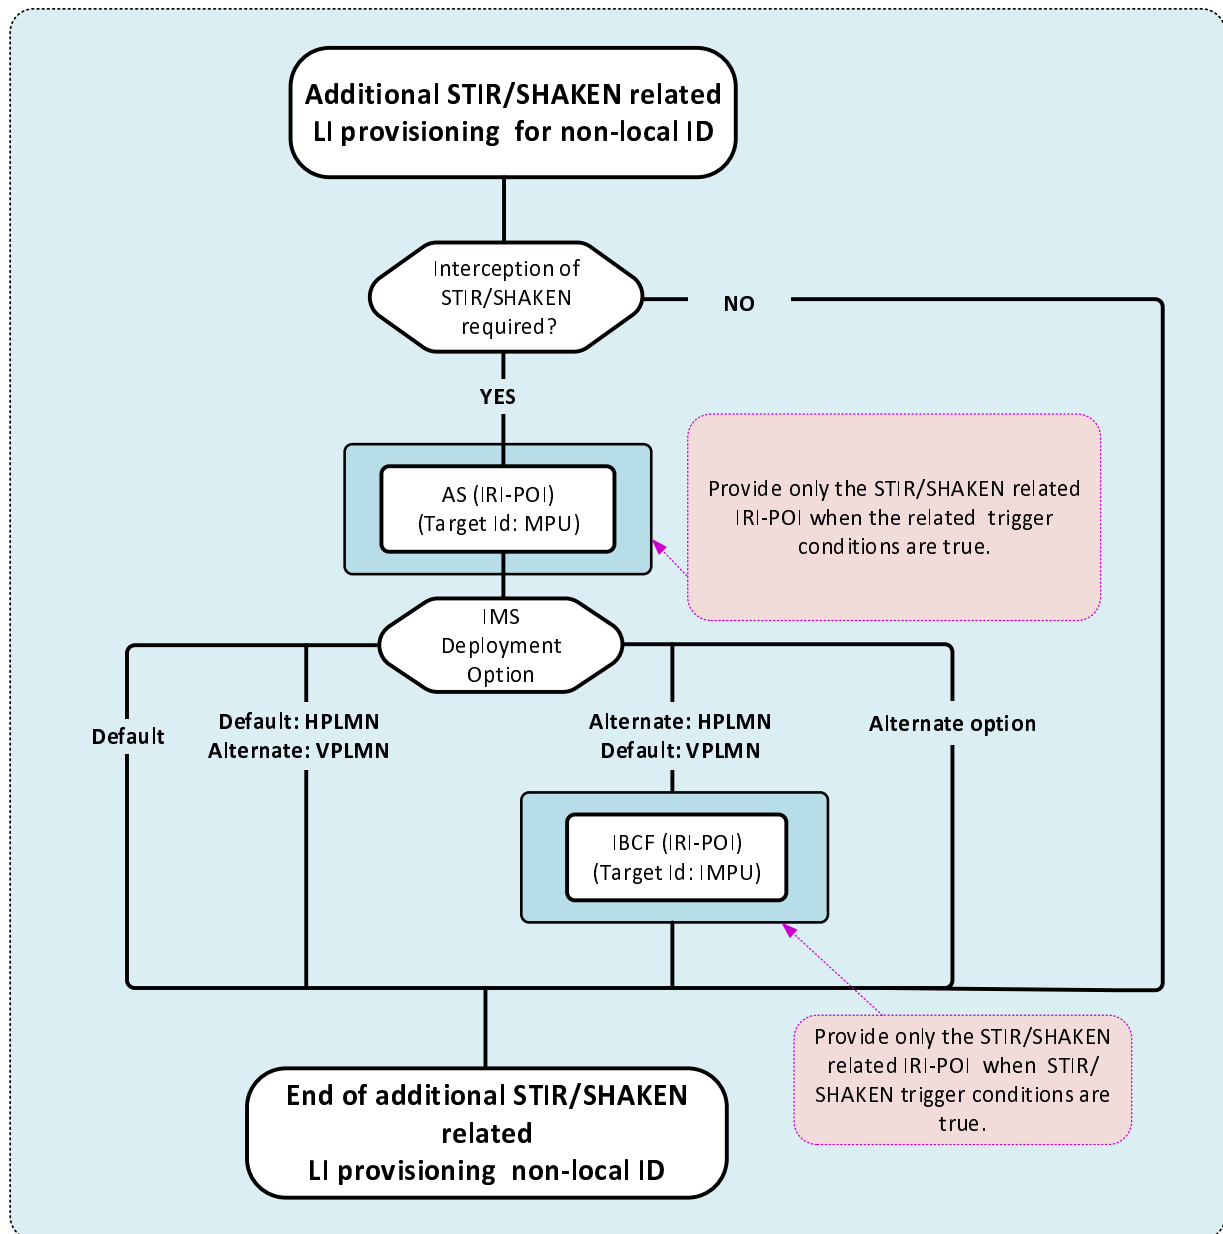 Additional STIR/SHAKEN related
LI provisioning for non-local ID
Interception of
STIR/SHAKEN
required?
NO
YES
AS (IRI-POI)
(Target Id: MPU)
Provide only the STIR/SHAKEN related
IRI-POI when the related trigger
conditions are true.
IMS
Deployment
Option
Default
Default: HPLMN
Alternate: VPLMN
Alternate: HPLMN
Default: VPLMN
Alternate option
IBCF (IRI-POI)
(Target Id: IMPU)
Provide only the STIR/SHAKEN
related IRI-POI when STIR/
SHAKEN trigger conditions are
true.
End of additional STIR/SHAKEN
related
LI provisioning non-local ID